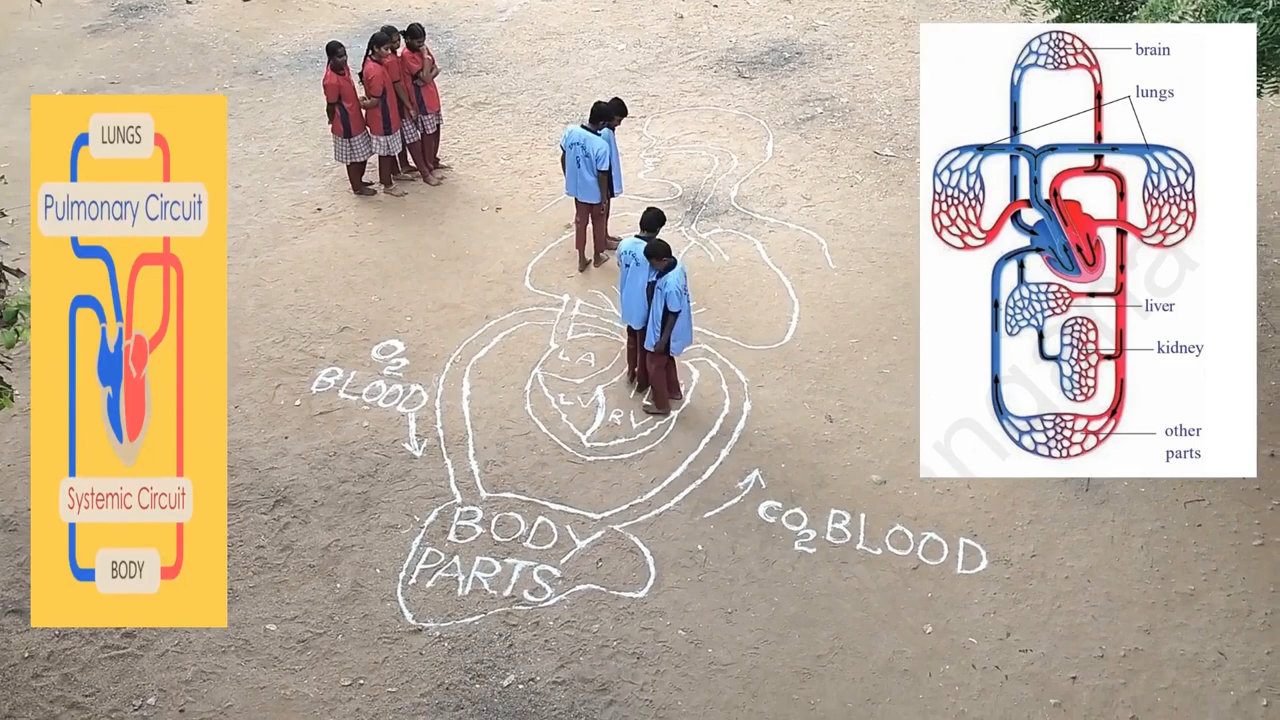 LUNGS
Pulmonary Circuit
Systemic Circuit
BODY
O2
BLOOD
LA
LV
RV
BODY
PARTS
CO2 BLOOD
brain
lungs
liver
kidney
other
parts